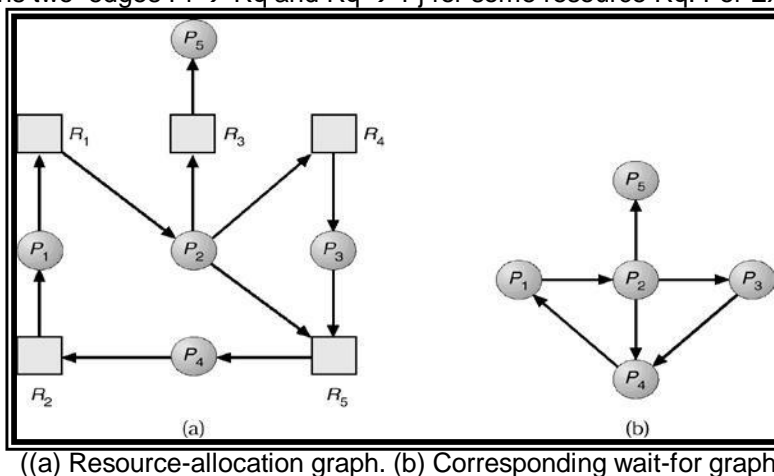 P5
R1
R3
R4
P1
P2
P3
P4
R2
R5
(a)
P5
P1
P2
P3
P4
(b)
((a) Resource-allocation graph. (b) Corresponding wait-for graph